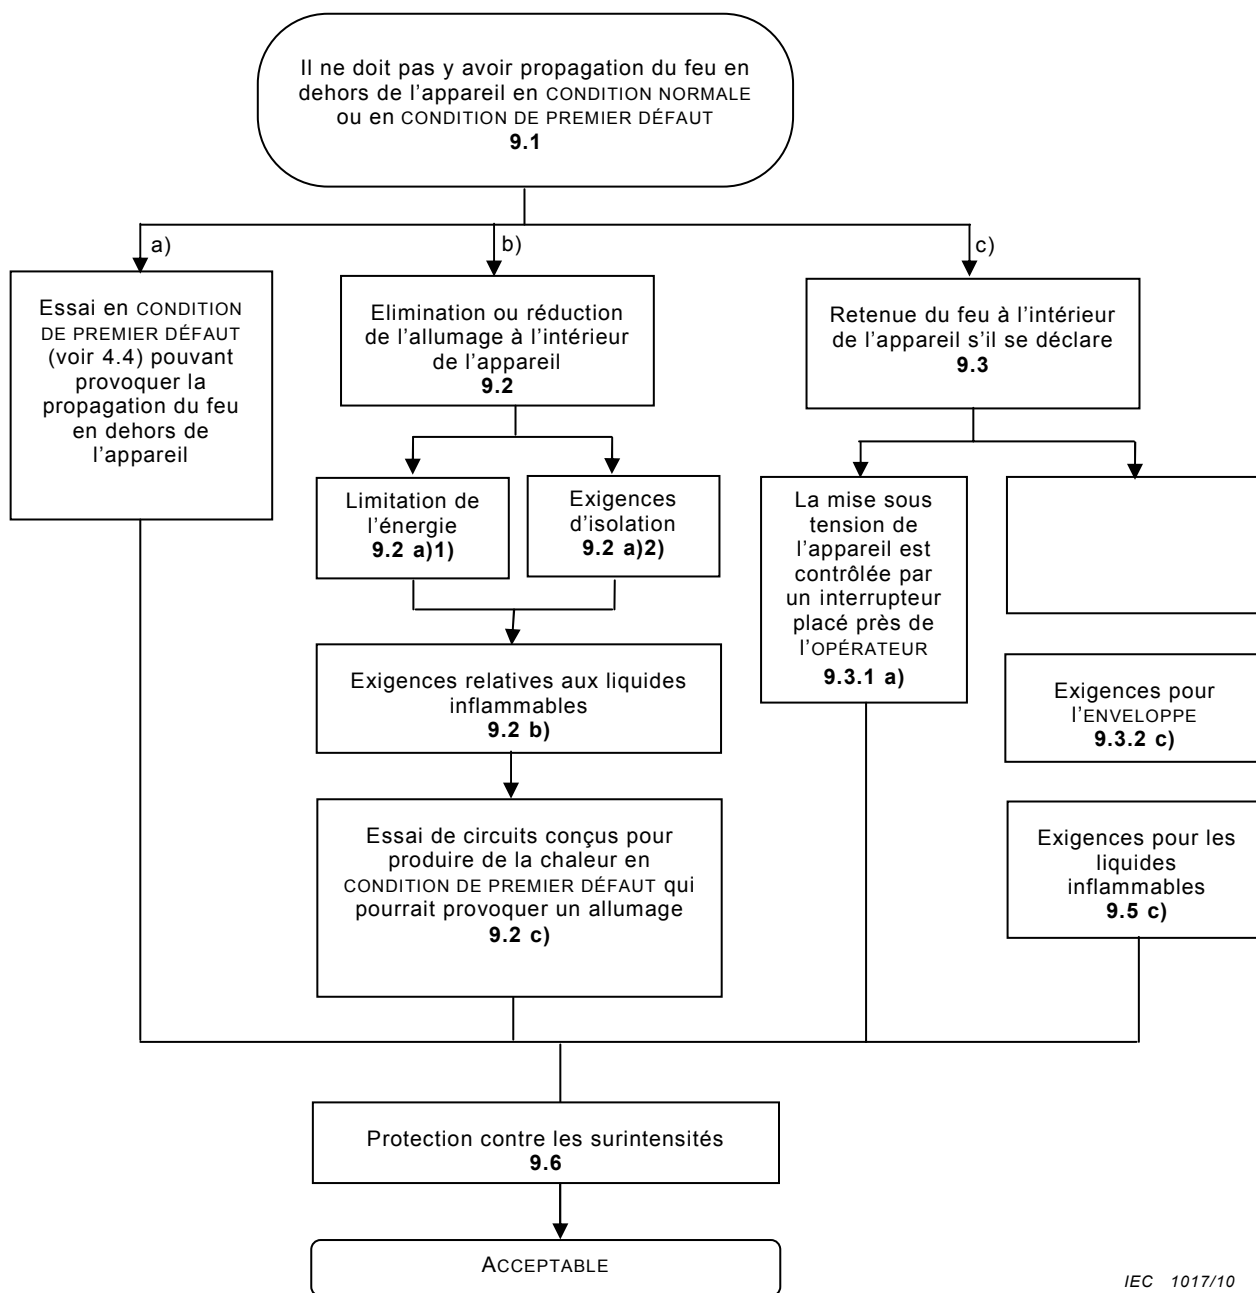 Il ne doit pas y avoir propagation du feu en
dehors de l'appareil en CONDITION NORMALE
ou en CONDITION DE PREMIER DÉFAUT
9.1
a)
b)
c)
Essai en CONDITION
DE PREMIER DÉFAUT
(voir 4.4) pouvant
provoquer la
propagation du feu
en dehors de
l'appareil
Elimination ou réduction
de l'allumage à l'intérieur
de l'appareil
9.2
Retenue du feu à l'intérieur
de l'appareil s'il se déclare
9.3
Limitation de
l'énergie
9.2 a)1)
Exigences
d'isolation
9.2 a)2)
La mise sous
tension de
l'appareil est
contrôlée par
un interrupteur
placé près de
l'OPÉRATEUR
9.3.1 a)
Exigences relatives aux liquides
inflammables
9.2 b)
Exigences pour
l'ENVELOPPE
9.3.2 c)
Essai de circuits conçus pour
produire de la chaleur en
CONDITION DE PREMIER DÉFAUT qui
pourrait provoquer un allumage
9.2 c)
Exigences pour les
liquides
inflammables
9.5 c)
Protection contre les surintensités
9.6
ACCEPTABLE
IEC 1017/10